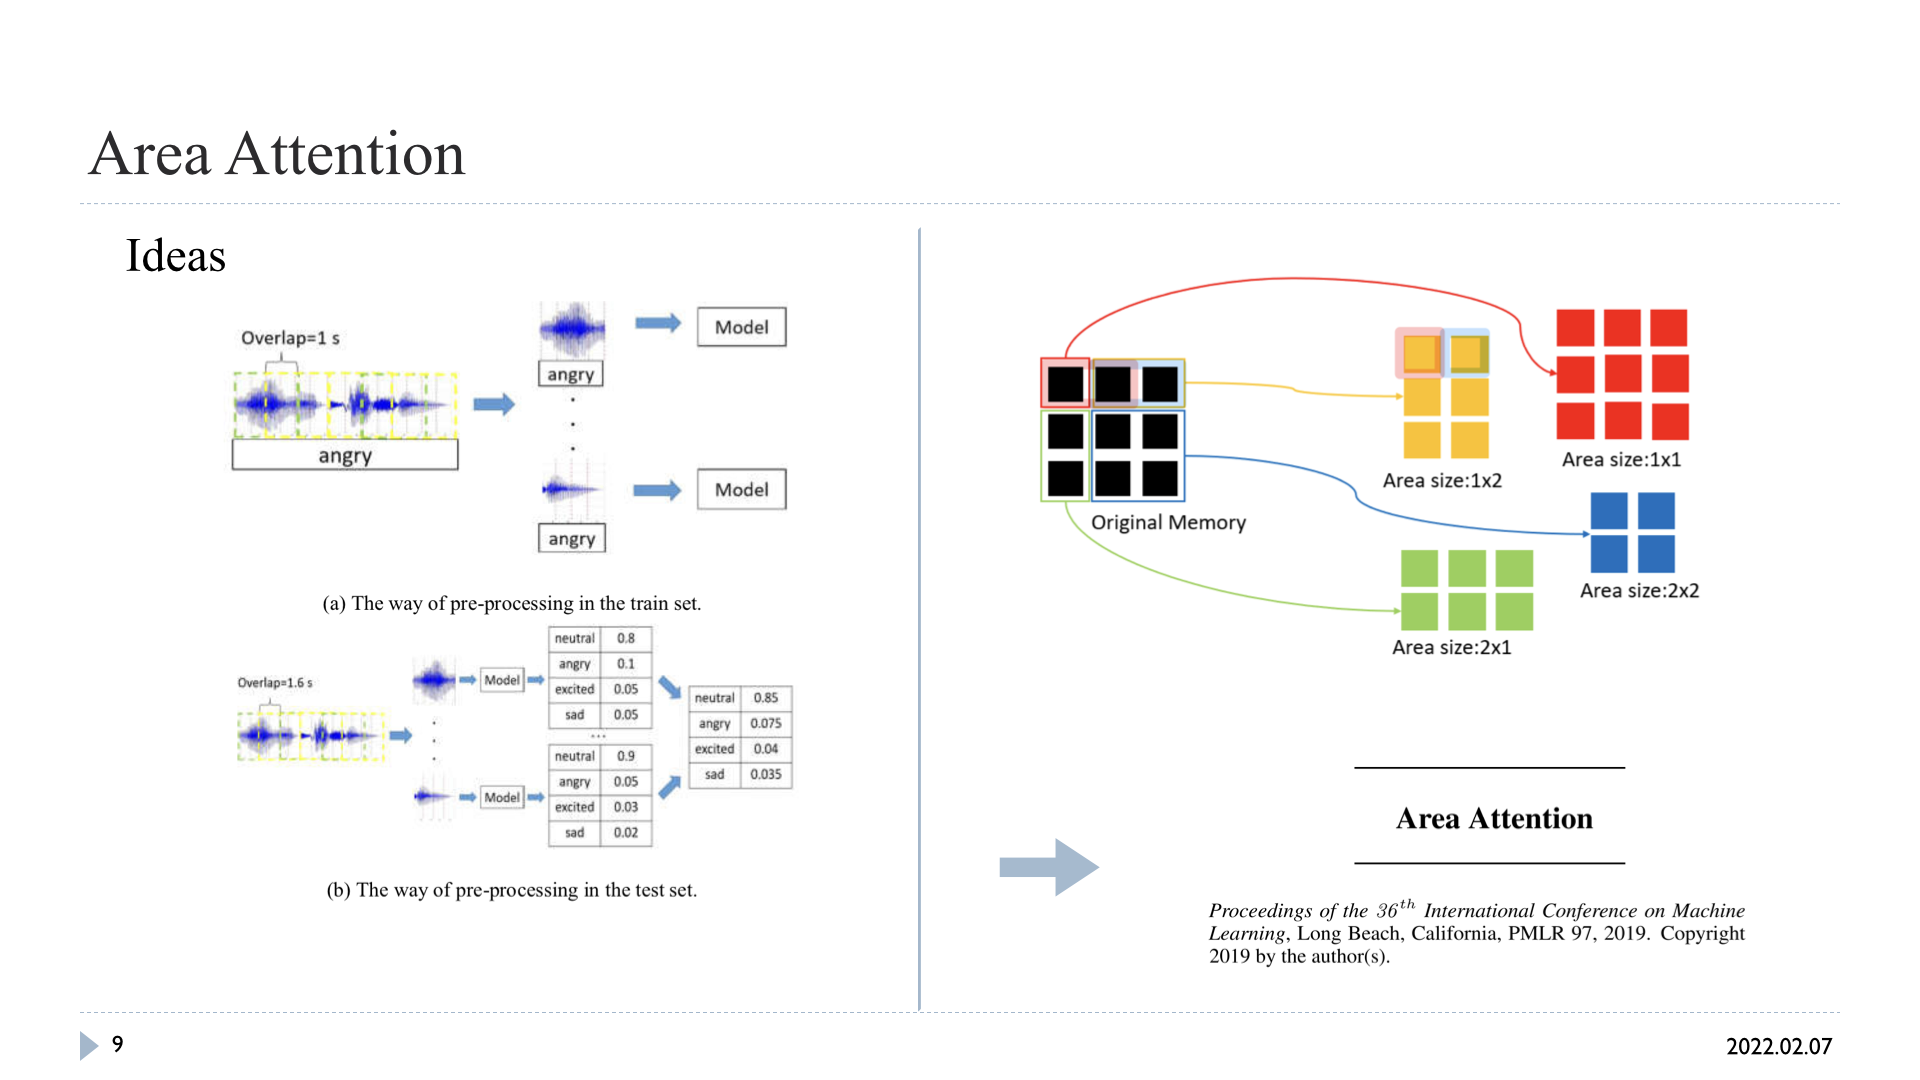 Area Attention
Ideas
Overlap=1 s
angry
angry
angry
Model
Model
(a) The way of pre-processing in the train set.
Overlap=1.6 s
Model
Model
neutral 0.8
angry 0.1
excited 0.05
sad 0.05
...
neutral 0.9
angry 0.05
excited 0.03
sad 0.02
neutral 0.85
angry 0.075
excited 0.04
sad 0.035
(b) The way of pre-processing in the test set.
Original Memory
Area size:1x2
Area size:1x1
Area size:2x2
Area size:2x1
Area Attention
Proceedings of the 36th International Conference on Machine
Learning, Long Beach, California, PMLR 97, 2019. Copyright
2019 by the author(s).
9
2022.02.07